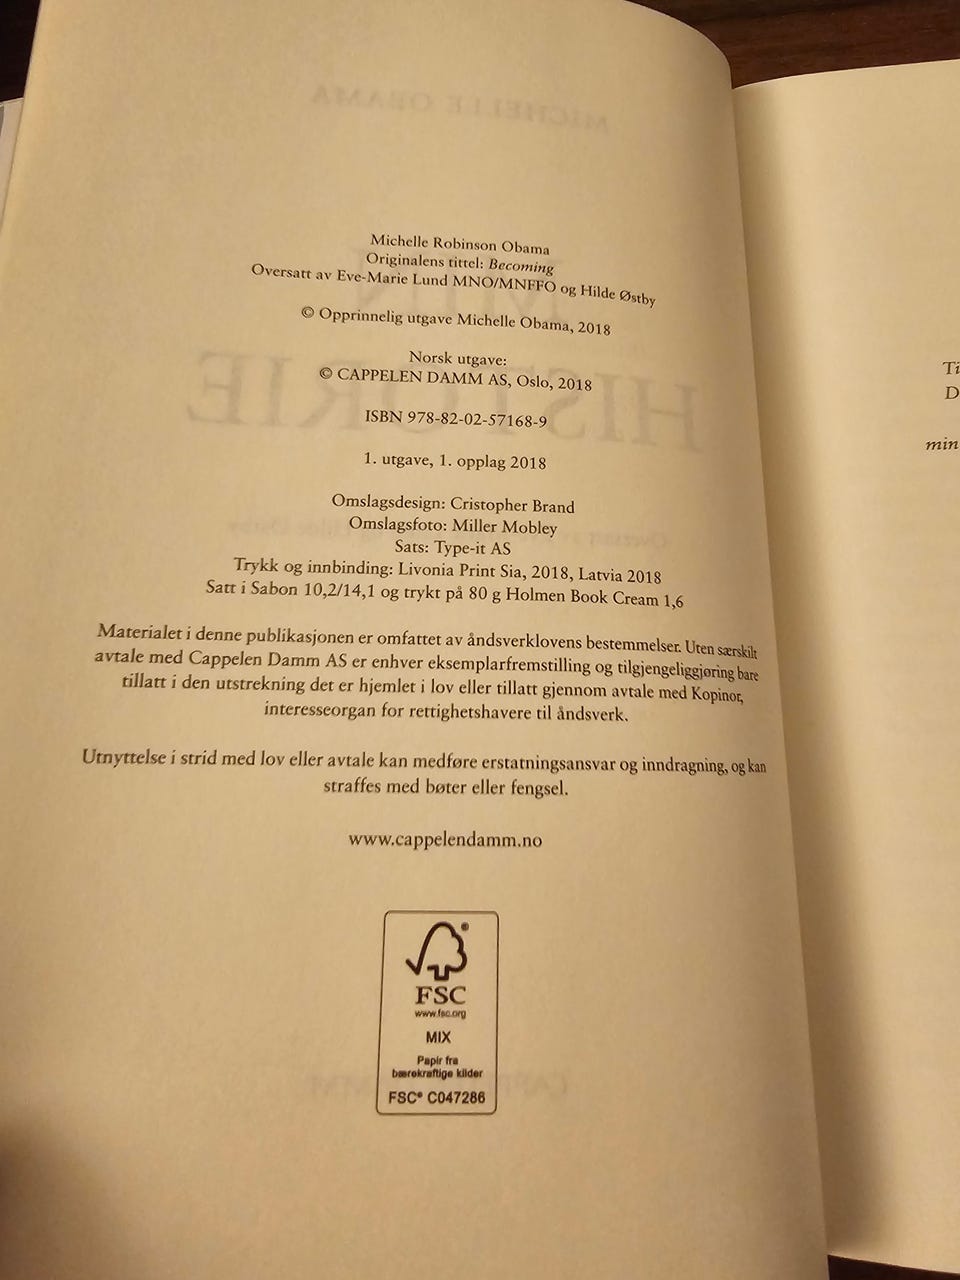 Michelle Robinson Obama
Originalens tittel: Becoming
Oversatt av Eve-Marie Lund MNO/MNFFO og Hilde Østby
© Opprinnelig utgave Michelle Obama, 2018
Norsk utgave:
© CAPPELEN DAMM AS, Oslo, 2018
ISBN 978-82-02-57168-9
1. utgave, 1. opplag 2018
Omslagsdesign: Cristopher Brand
Omslagsfoto: Miller Mobley
Sats: Type-it AS
Trykk og innbinding: Livonia Print Sia, 2018, Latvia 2018
Satt i Sabon 10,2/14,1 og trykt på 80 g Holmen Book Cream 1,6
Materialet i denne publikasjonen er omfattet av åndsverklovens bestemmelser. Uten særskilt
avtale med Cappelen Damm AS er enhver eksemplarfremstilling og tilgjengeliggjøring bare
tillatt i den utstrekning det er hjemlet i lov eller tillatt gjennom avtale med Kopinor,
interesseorgan for rettighetshavere til åndsverk.
Utnyttelse i strid med lov eller avtale kan medføre erstatningsansvar og inndragning, og kan
straffes med bøter eller fengsel.
www.cappelendamm.no
FSC
www.fsc.org
MIX
Papir fra
bærekraftige kilder
FSC® C047286
Ti
D
min